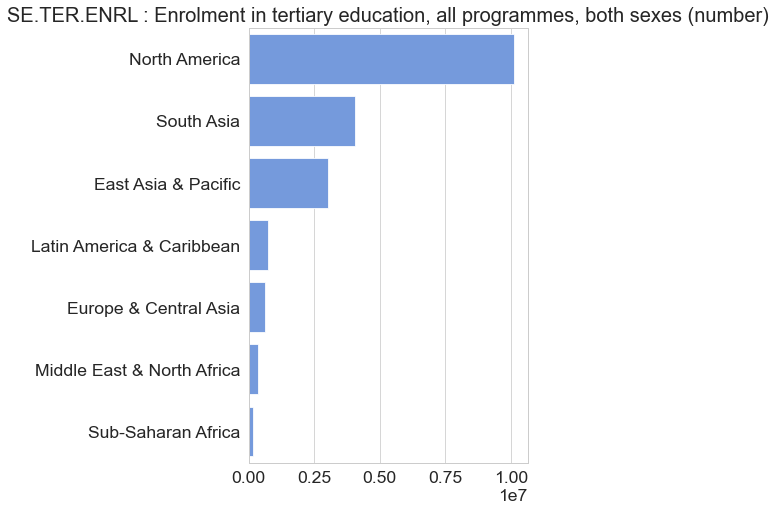 SE.TER.ENRL : Enrolment in tertiary education, all programmes, both sexes (number)
North America
South Asia
East Asia & Pacific
Latin America & Caribbean
Europe & Central Asia
Middle East & North Africa
Sub-Saharan Africa
0.00 0.25 0.50 0.75 1.00
1e7